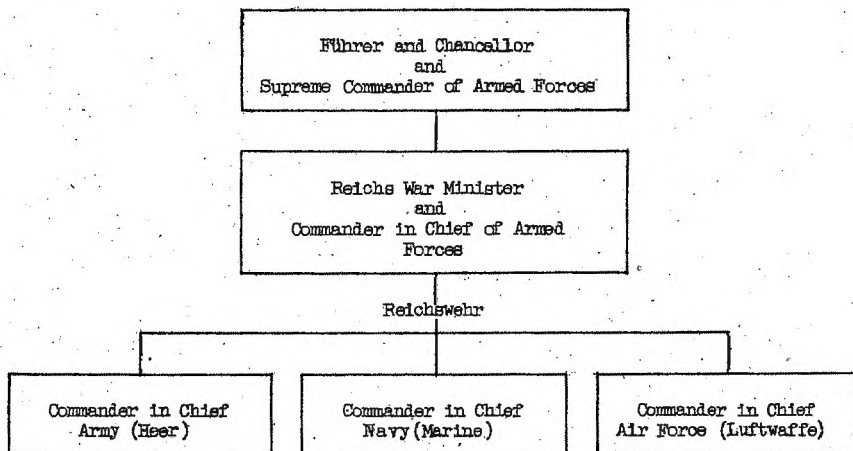 Führer and Chancellor
and
Supreme Commander of Armed Forces
Reichs War Minister
and
Commander in Chief of Armed
Forces
Reichswehr
Commander in Chief
Army (Heer)
Commander in Chief
Navy (Marine)
Commander in Chief
Air Force (Luftwaffe)